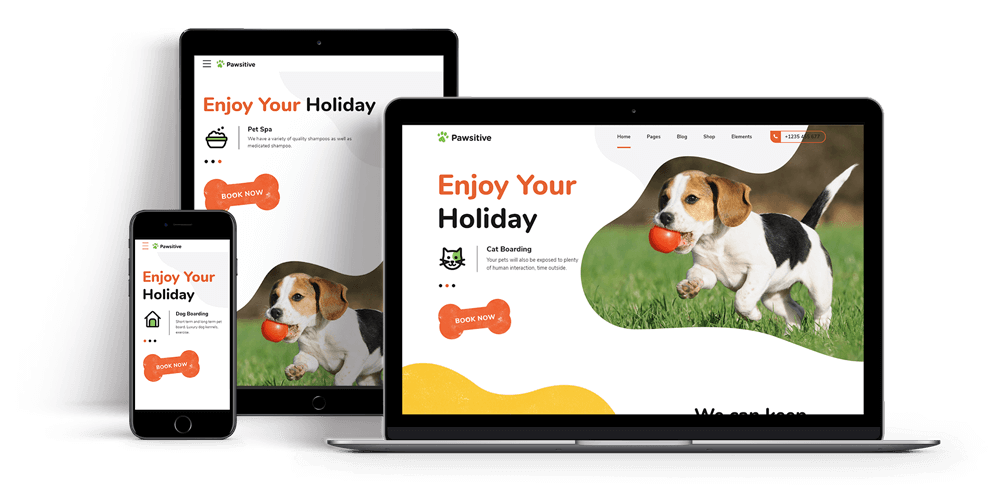 Pawsitive
Enjoy Your Holiday
Pet Spa
We have a variety of quality shampoos as well as
medicated shampoo.
BOOK NOW
Pawsitive
Enjoy Your
Holiday
Dog Boarding
Short term and long term pet
board. Luxury dog kennels,
exercise.
BOOK NOW
Pawsitive
Home Pages Blog Shop Elements
Enjoy Your
Holiday
Cat Boarding
Your pets will also be exposed to plenty
of human interaction, time outside.
BOOK NOW
We can keep